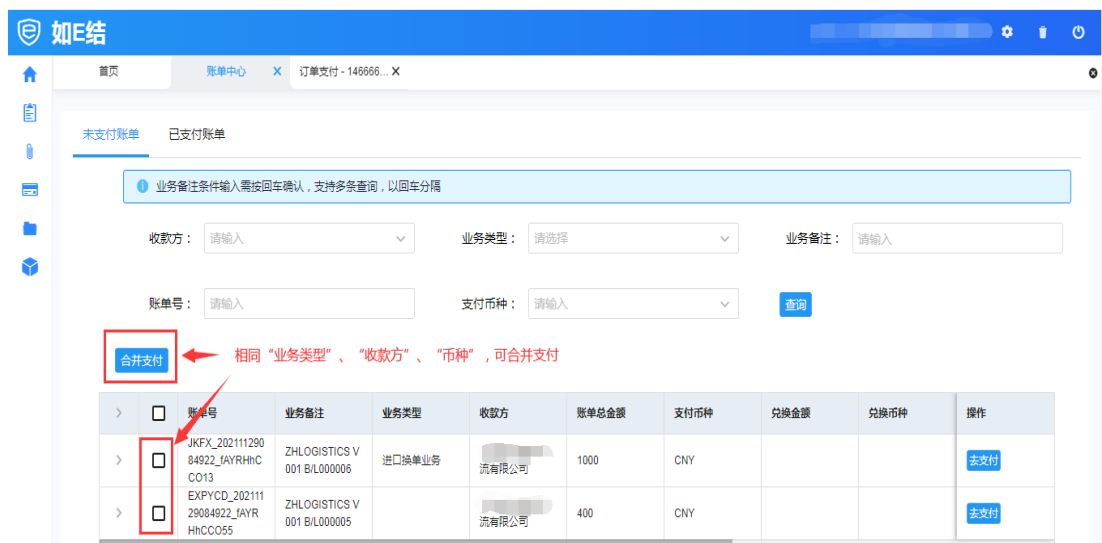 如E结
首页 账单中心 X 订单支付 - 146666... X
未支付账单 已支付账单
业务备注条件输入需按回车确认，支持多条查询，以回车分隔
收款方： 请输入 业务类型： 请选择 业务备注： 请输入
账单号： 请输入 支付币种： 请输入 查询
合并支付 相同“业务类型”、“收款方”、“币种”，可合并支付
账单号 业务备注 业务类型 收款方 账单总金额 支付币种 兑换金额 兑换币种 操作
JKFX_202111290
84922_fAYRHhC
CO13
ZHLOGISTICS V
001 B/L000006
进口换单业务
流有限公司
1000
CNY
去支付
EXPYCD_202111
29084922_fAYR
HhCCO55
ZHLOGISTICS V
001 B/L000005
流有限公司
400
CNY
去支付